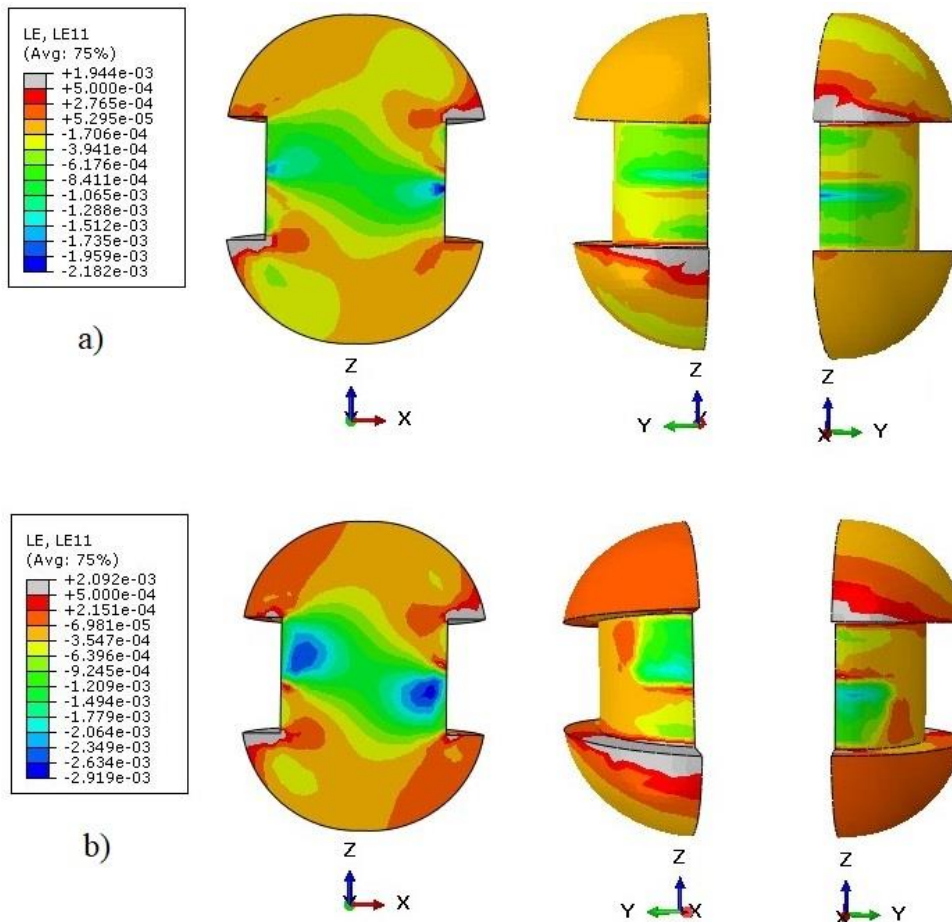 LE, LE11
(Avg: 75%)
+1.944e-03
+5.000e-04
+2.765e-04
+5.295e-05
-1.706e-04
-3.941e-04
-6.176e-04
-8.411e-04
-1.065e-03
-1.288e-03
-1.512e-03
-1.735e-03
-1.959e-03
-2.182e-03
a)
Z
X
Z
Y
Z
X
Y
LE, LE11
(Avg: 75%)
+2.092e-03
+5.000e-04
+2.151e-04
-6.981e-05
-3.547e-04
-6.396e-04
-9.245e-04
-1.209e-03
-1.494e-03
-1.779e-03
-2.064e-03
-2.349e-03
-2.634e-03
-2.919e-03
b)
Z
X
Z
Y
X
Z
X
Y